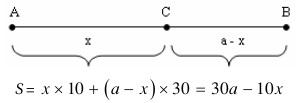 A C B
x a - x
S = x × 10 + (a − x) × 30 = 30a − 10x